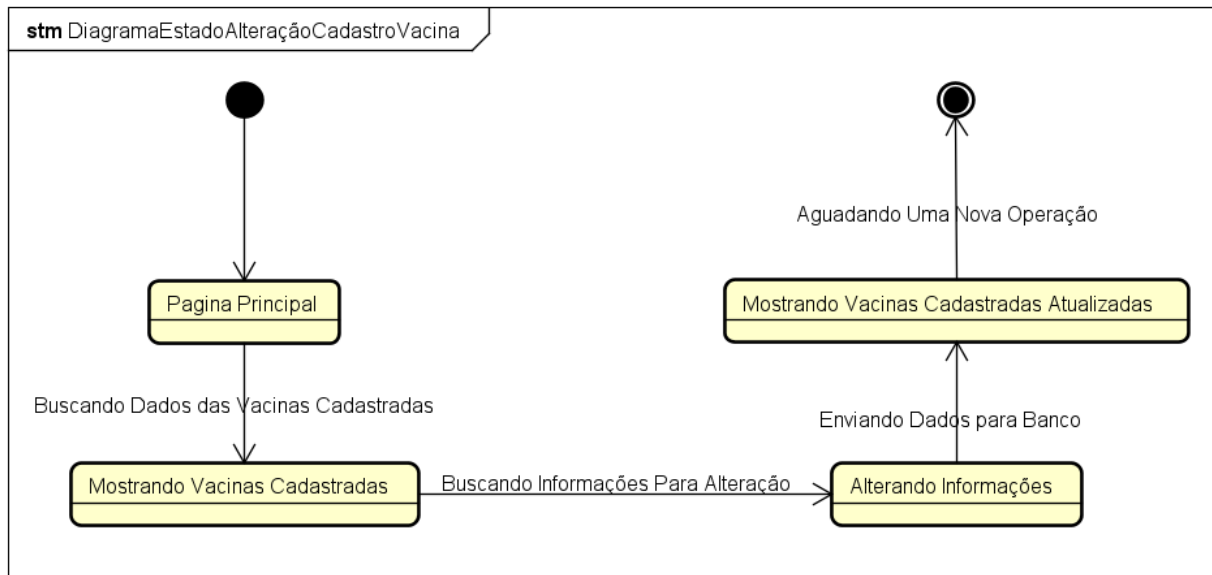 stm DiagramaEstadoAlteraçãoCadastroVacina
Pagina Principal
Buscando Dados das Vacinas Cadastradas
Mostrando Vacinas Cadastradas
Buscando Informações Para Alteração
Alterando Informações
Enviando Dados para Banco
Mostrando Vacinas Cadastradas Atualizadas
Aguadando Uma Nova Operação